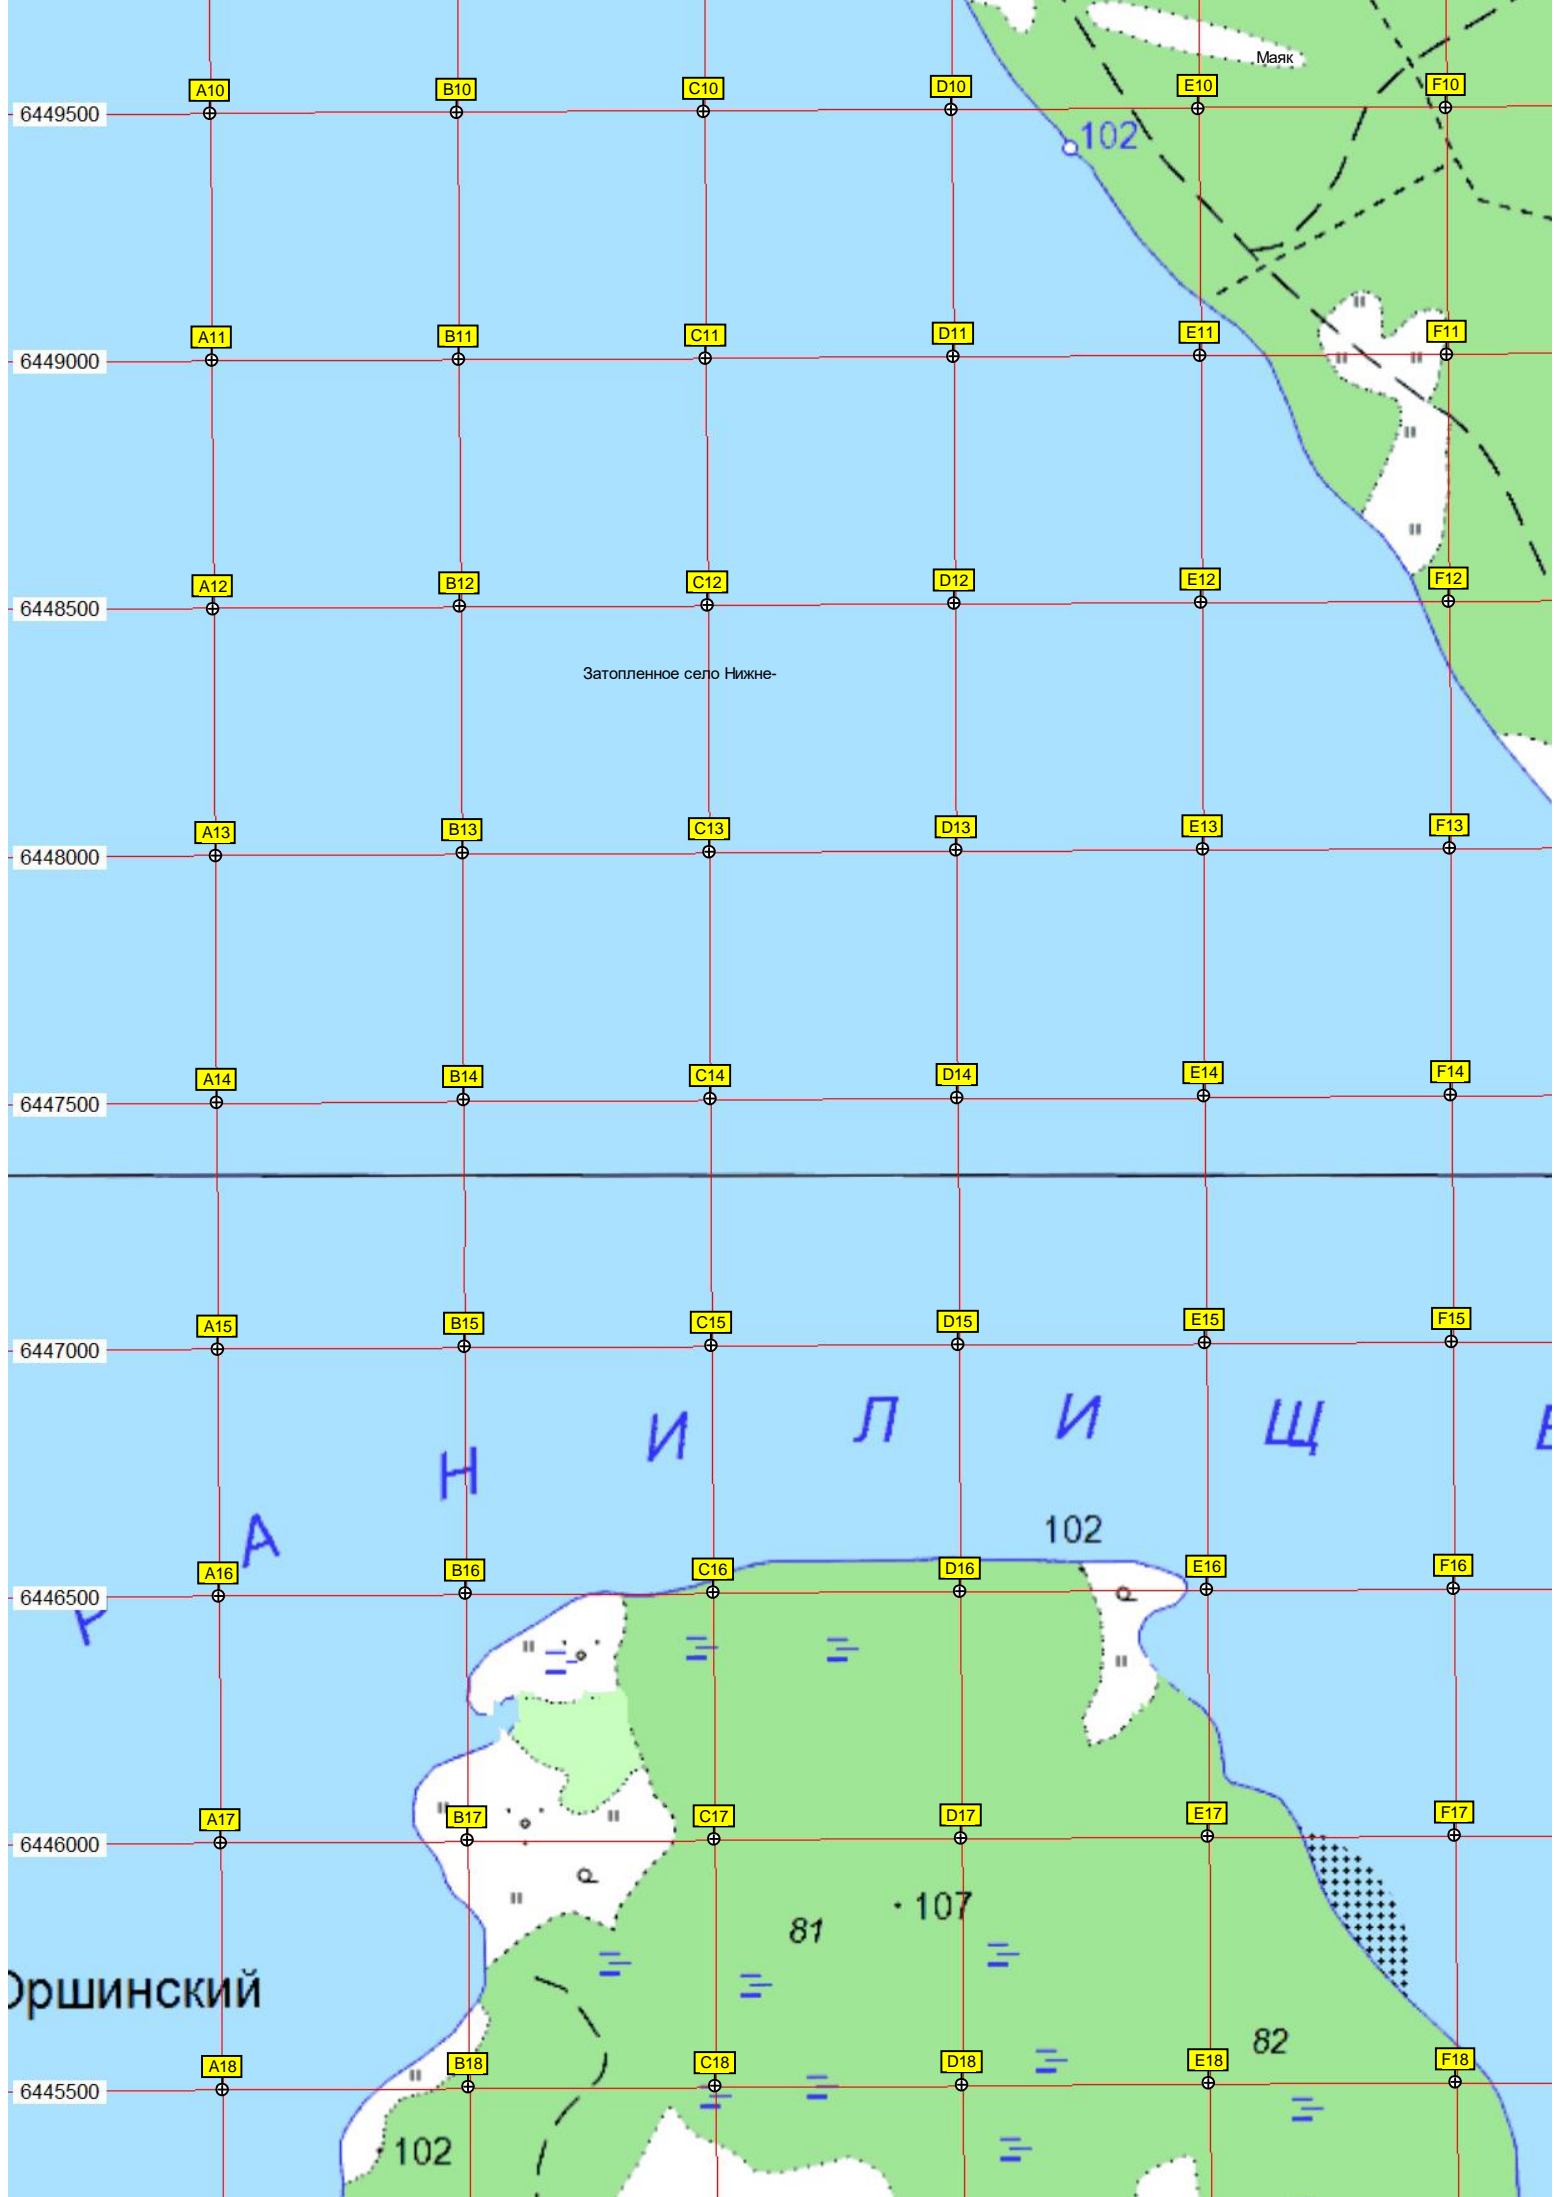 Маяк
A10 B10 C10 D10 E10 F10
6449500
102
A11 B11 C11 D11 E11 F11
6449000
A12 B12 C12 D12 E12 F12
6448500
Затопленное село Нижне-
A13 B13 C13 D13 E13 F13
6448000
A14 B14 C14 D14 E14 F14
6447500
A15 B15 C15 D15 E15 F15
6447000
А Н И Л И Щ Е
102
A16 B16 C16 D16 E16 F16
6446500
A17 B17 C17 D17 E17 F17
6446000
107
81
Оршинский
82
A18 B18 C18 D18 E18 F18
6445500
102